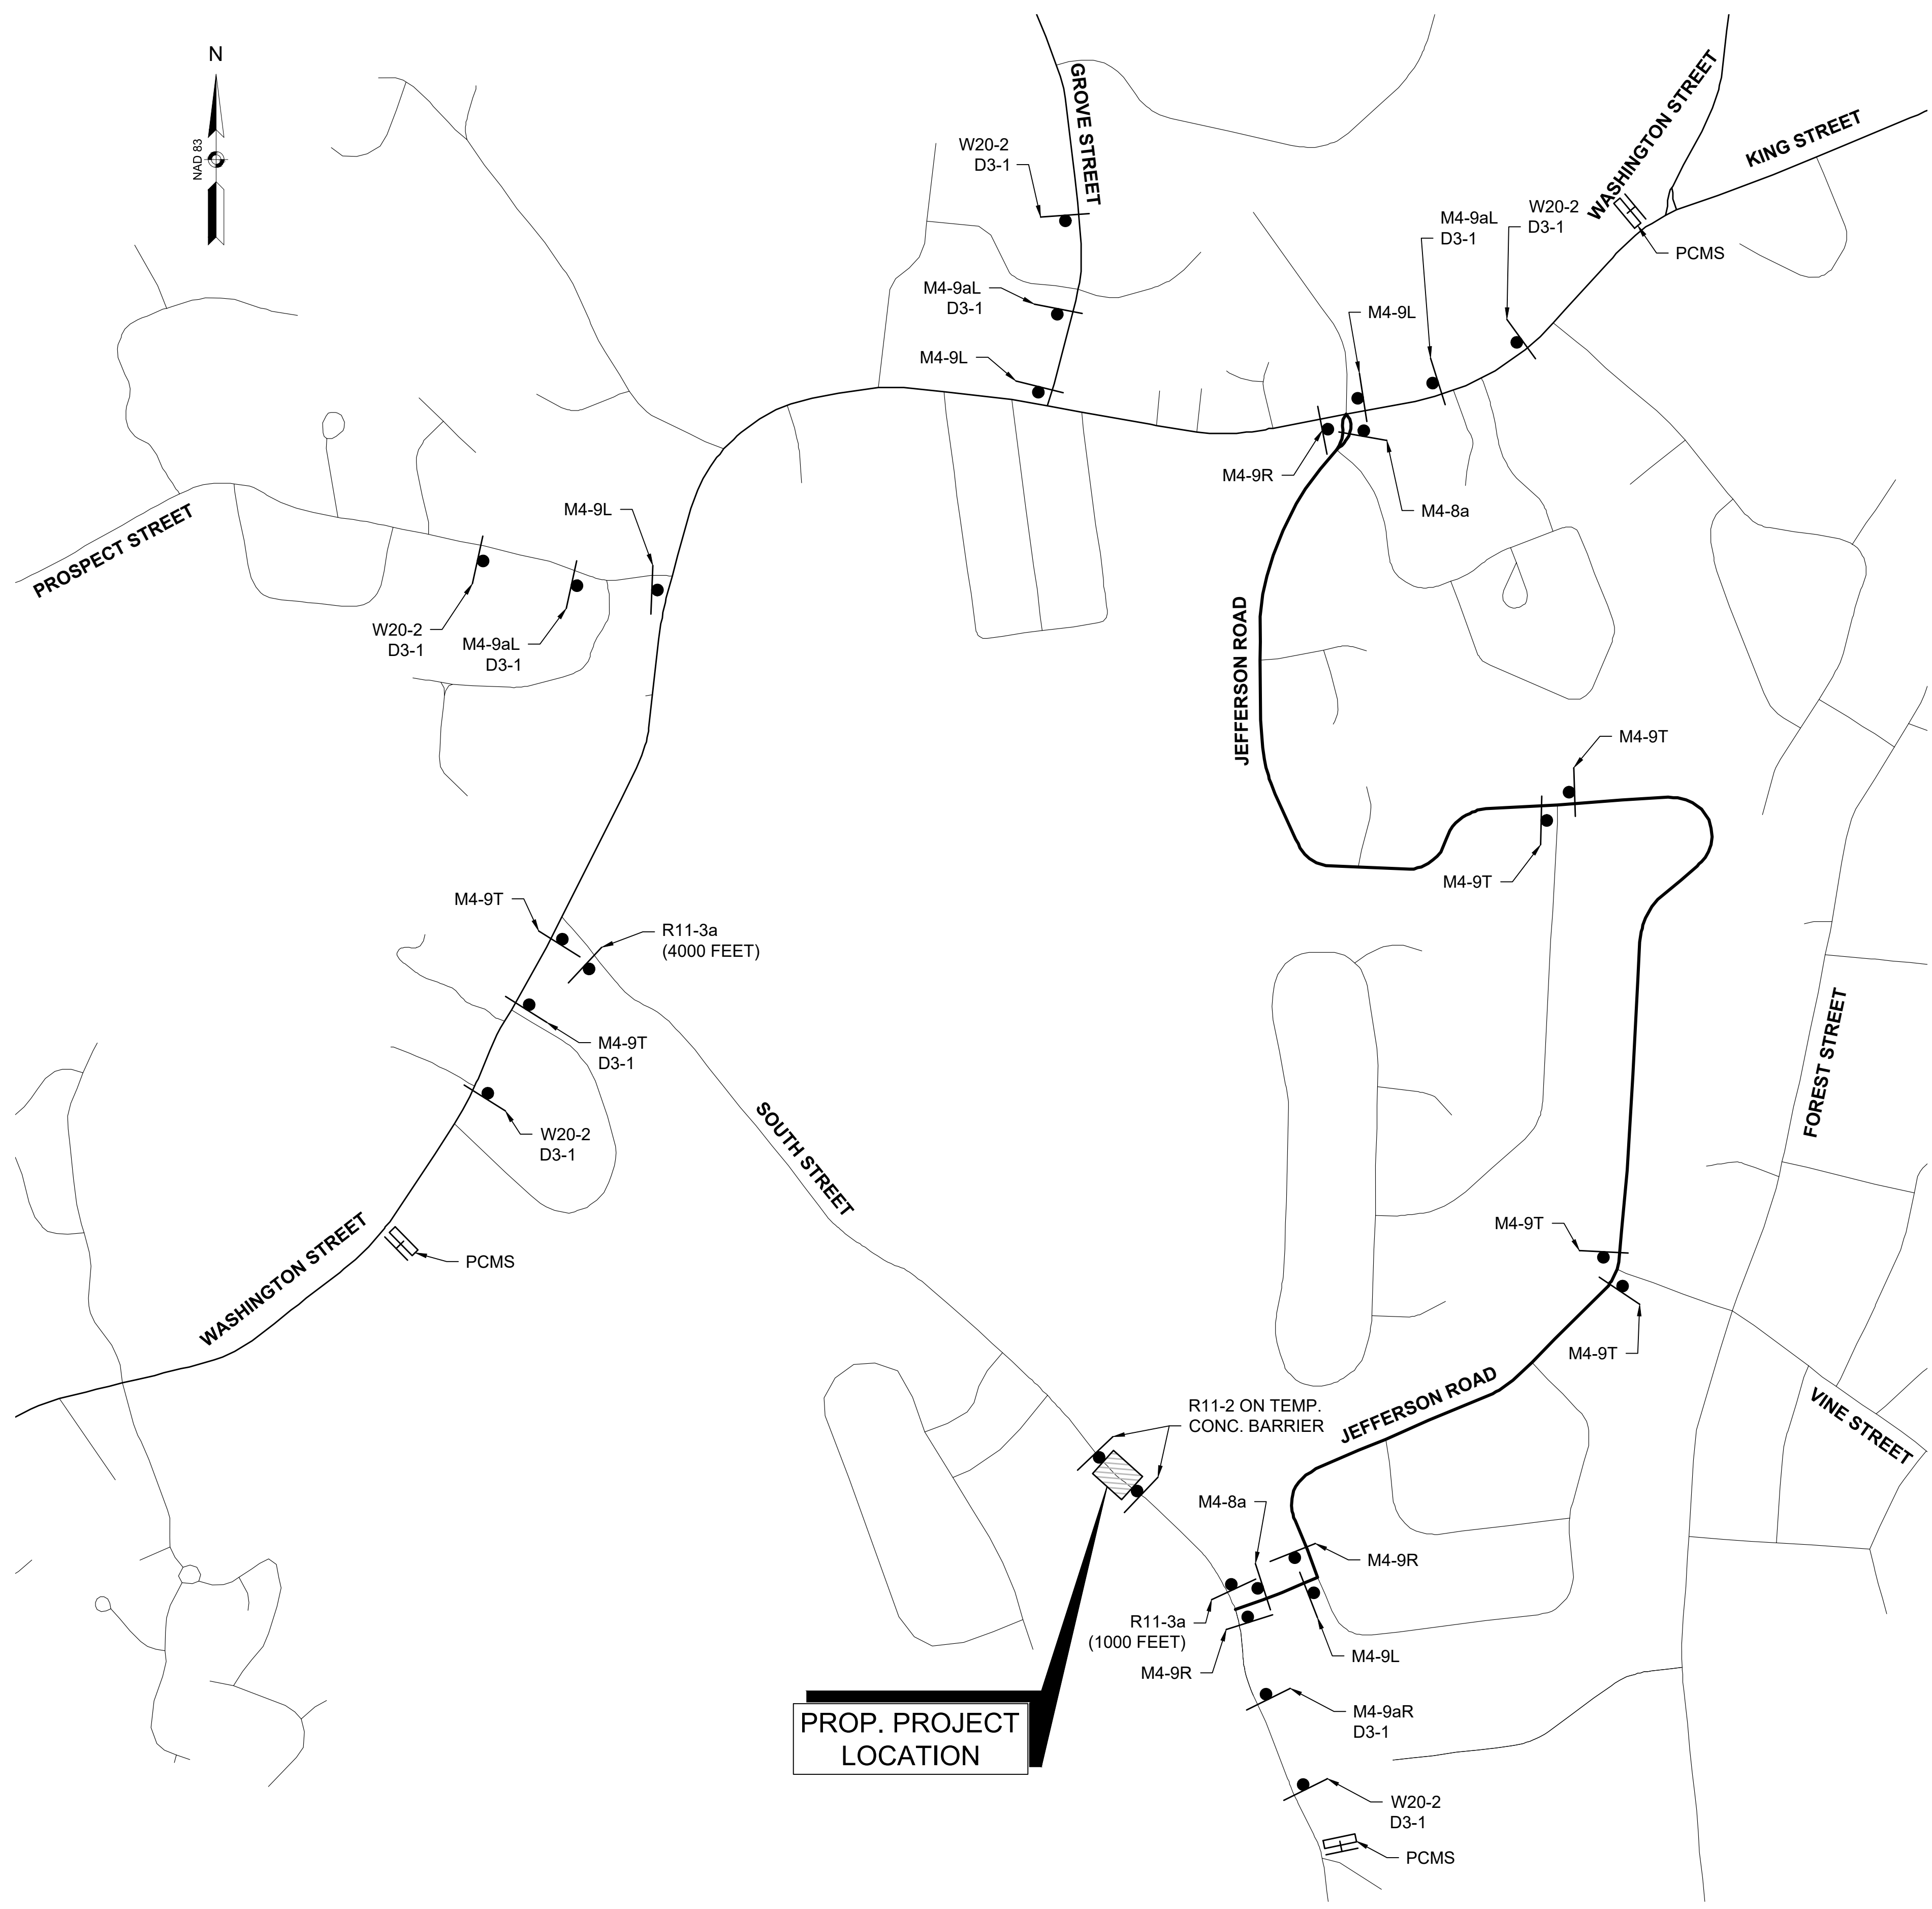 N
NAD 83
GROVE STREET
WASHINGTON STREET
KING STREET
W20-2
D3-1
M4-9aL
D3-1
W20-2
D3-1
PCMS
M4-9aL
D3-1
M4-9L
M4-9L
M4-9R
M4-8a
M4-9L
PROSPECT STREET
W20-2
D3-1
M4-9aL
D3-1
JEFFERSON ROAD
M4-9T
M4-9T
M4-9T
R11-3a
(4000 FEET)
M4-9T
D3-1
W20-2
D3-1
SOUTH STREET
FOREST STREET
WASHINGTON STREET
PCMS
M4-9T
M4-9T
JEFFERSON ROAD
VINE STREET
R11-2 ON TEMP.
CONC. BARRIER
M4-8a
M4-9R
R11-3a
(1000 FEET)
M4-9R
M4-9L
M4-9aR
D3-1
PROP. PROJECT
LOCATION
W20-2
D3-1
PCMS